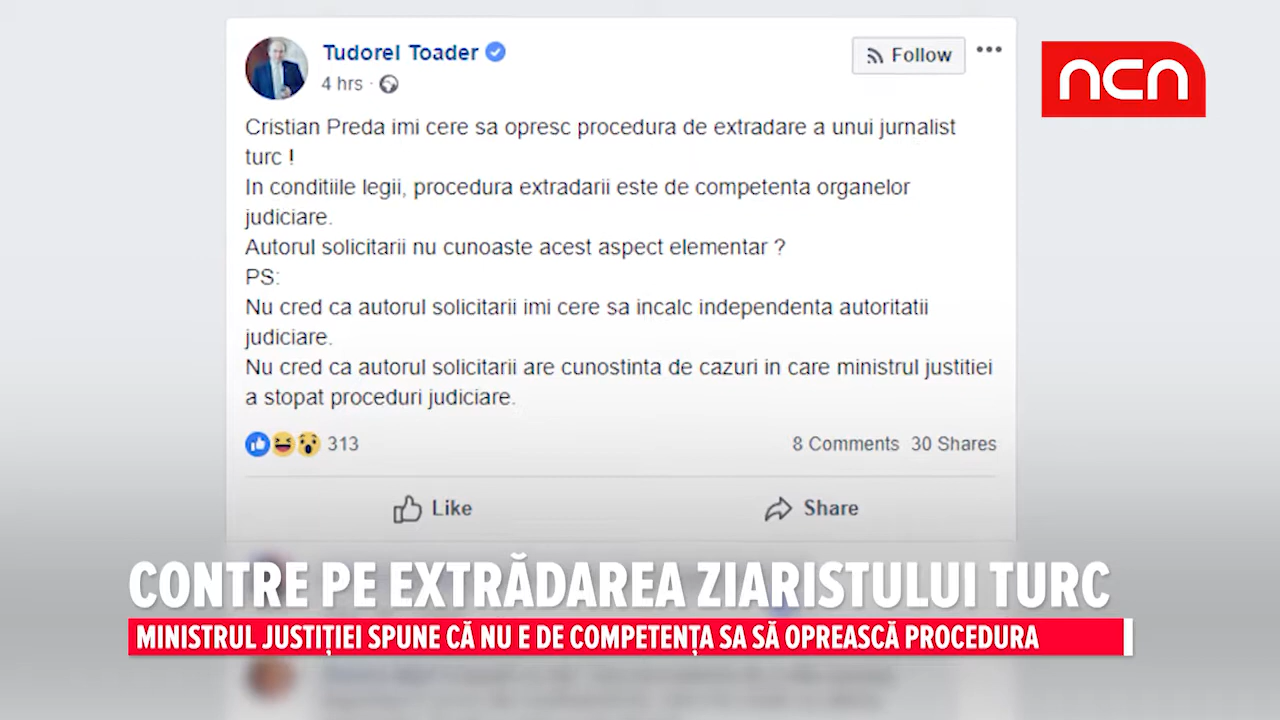 Tudorel Toader
4 hrs ·
Follow
ncn
Cristian Preda imi cere sa opresc procedura de extradare a unui jurnalist
turc !
In conditiile legii, procedura extradarii este de competenta organelor
judiciare.
Autorul solicitarii nu cunoaste acest aspect elementar ?
PS:
Nu cred ca autorul solicitarii imi cere sa incalc independenta autoritatii
judiciare.
Nu cred ca autorul solicitarii are cunostinta de cazuri in care ministrul justitiei
a stopat proceduri judiciare.
313
8 Comments 30 Shares
Like
Share
CONTRE PE EXTRĂDAREA ZIARISTULUI TURC
MINISTRUL JUSTIȚIEI SPUNE CĂ NU E DE COMPETENȚA SA SĂ OPREASCĂ PROCEDURA